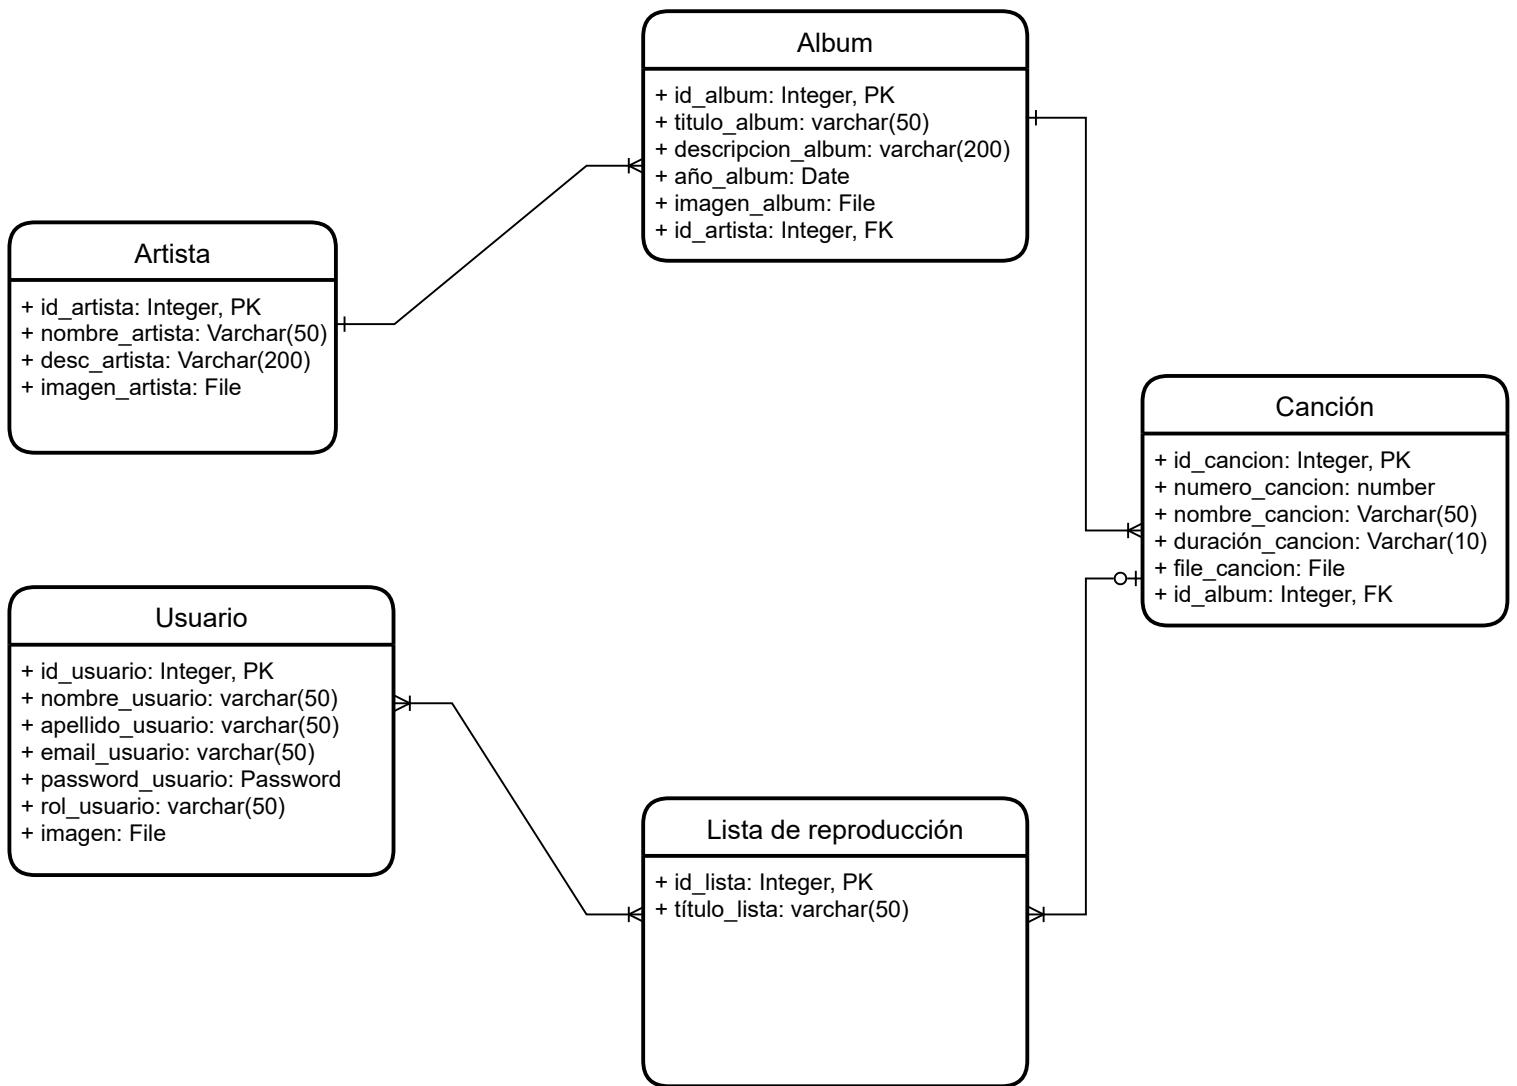 Album
+ id_album: Integer, PK
+ titulo_album: varchar(50)
+ descripcion_album: varchar(200)
+ año_album: Date
+ imagen_album: File
+ id_artista: Integer, FK
Artista
+ id_artista: Integer, PK
+ nombre_artista: Varchar(50)
+ desc_artista: Varchar(200)
+ imagen_artista: File
Canción
+ id_cancion: Integer, PK
+ numero_cancion: number
+ nombre_cancion: Varchar(50)
+ duración_cancion: Varchar(10)
+ file_cancion: File
+ id_album: Integer, FK
Usuario
+ id_usuario: Integer, PK
+ nombre_usuario: varchar(50)
+ apellido_usuario: varchar(50)
+ email_usuario: varchar(50)
+ password_usuario: Password
+ rol_usuario: varchar(50)
+ imagen: File
Lista de reproducción
+ id_lista: Integer, PK
+ título_lista: varchar(50)